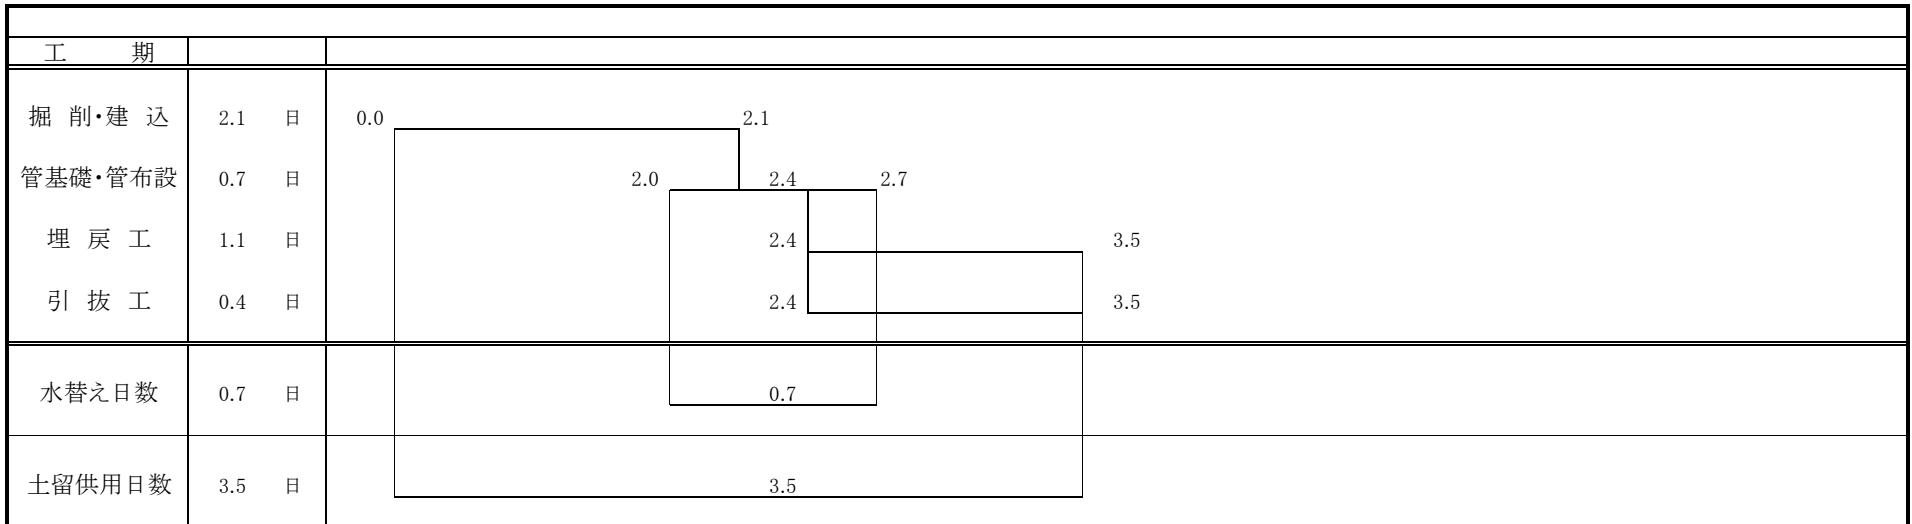 工 期
掘 削・建 込 2.1 日 0.0 2.1
管基礎・管布設 0.7 日 2.0 2.4 2.7
埋 戻 工 1.1 日 2.4 3.5
引 抜 工 0.4 日 2.4 3.5
水替え日数 0.7 日 0.7
土留供用日数 3.5 日 3.5